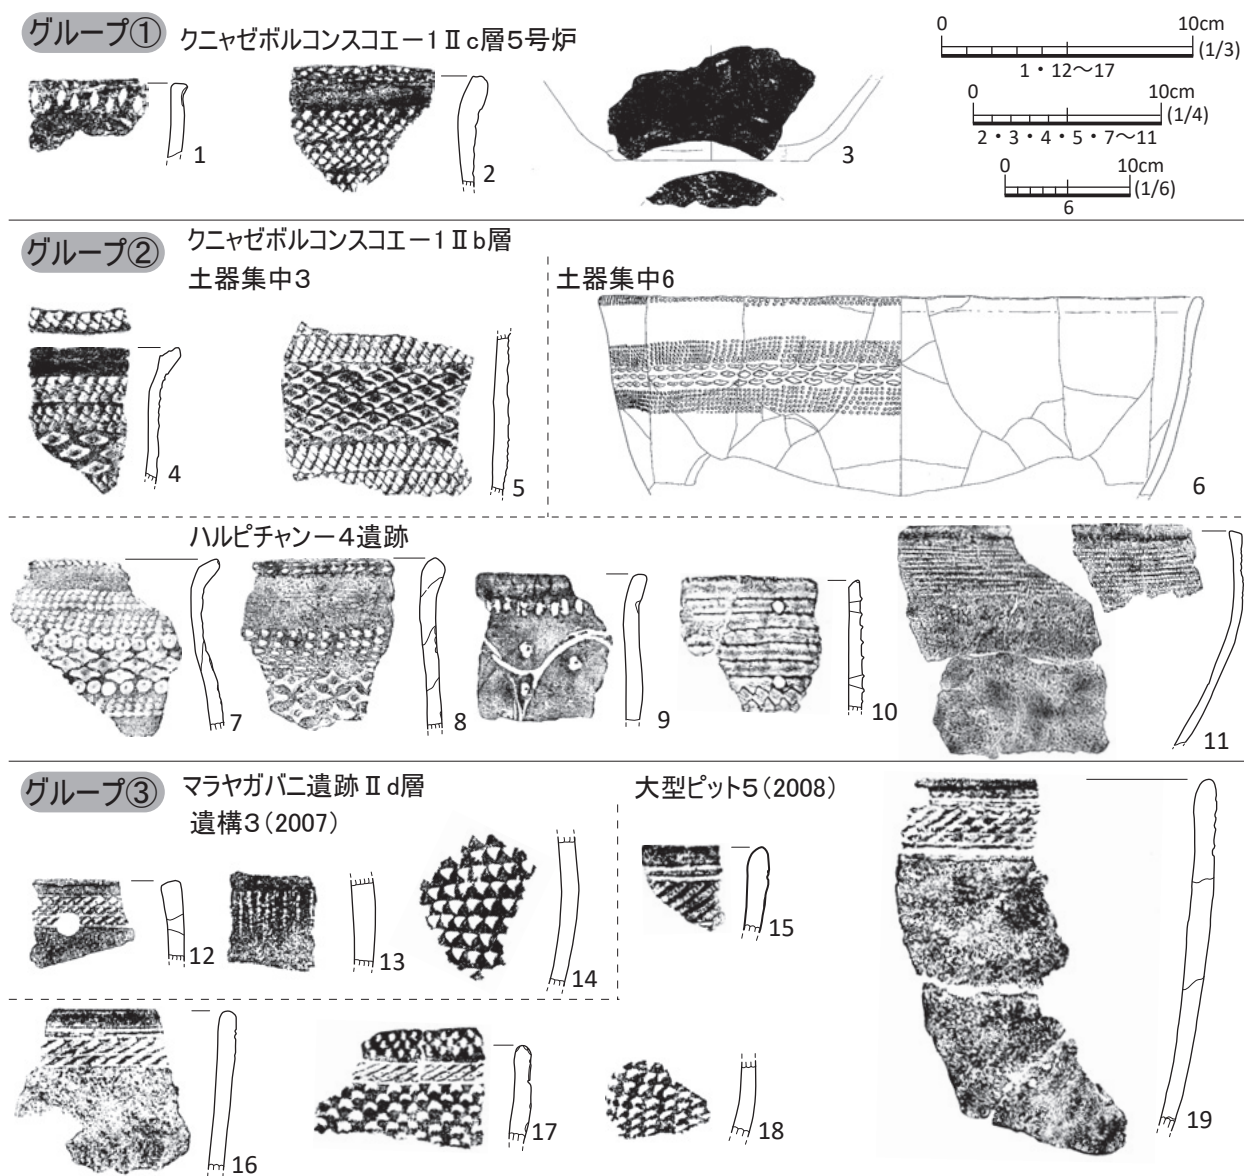 グループ① クニャゼボルコンスコエー1Ⅱc層5号炉
0 10cm
(1/3)
1・12～17
0 10cm
(1/4)
2・3・4・5・7～11
0 10cm
(1/6)
6
1 2 3
グループ② クニャゼボルコンスコエー1Ⅱb層
土器集中3 土器集中6
4 5 6
ハルピチャンー4遺跡
7 8 9 10 11
グループ③ マラヤガバニ遺跡Ⅱd層 大型ピット5(2008)
遺構3(2007)
12 13 14 15
16 17 18 19